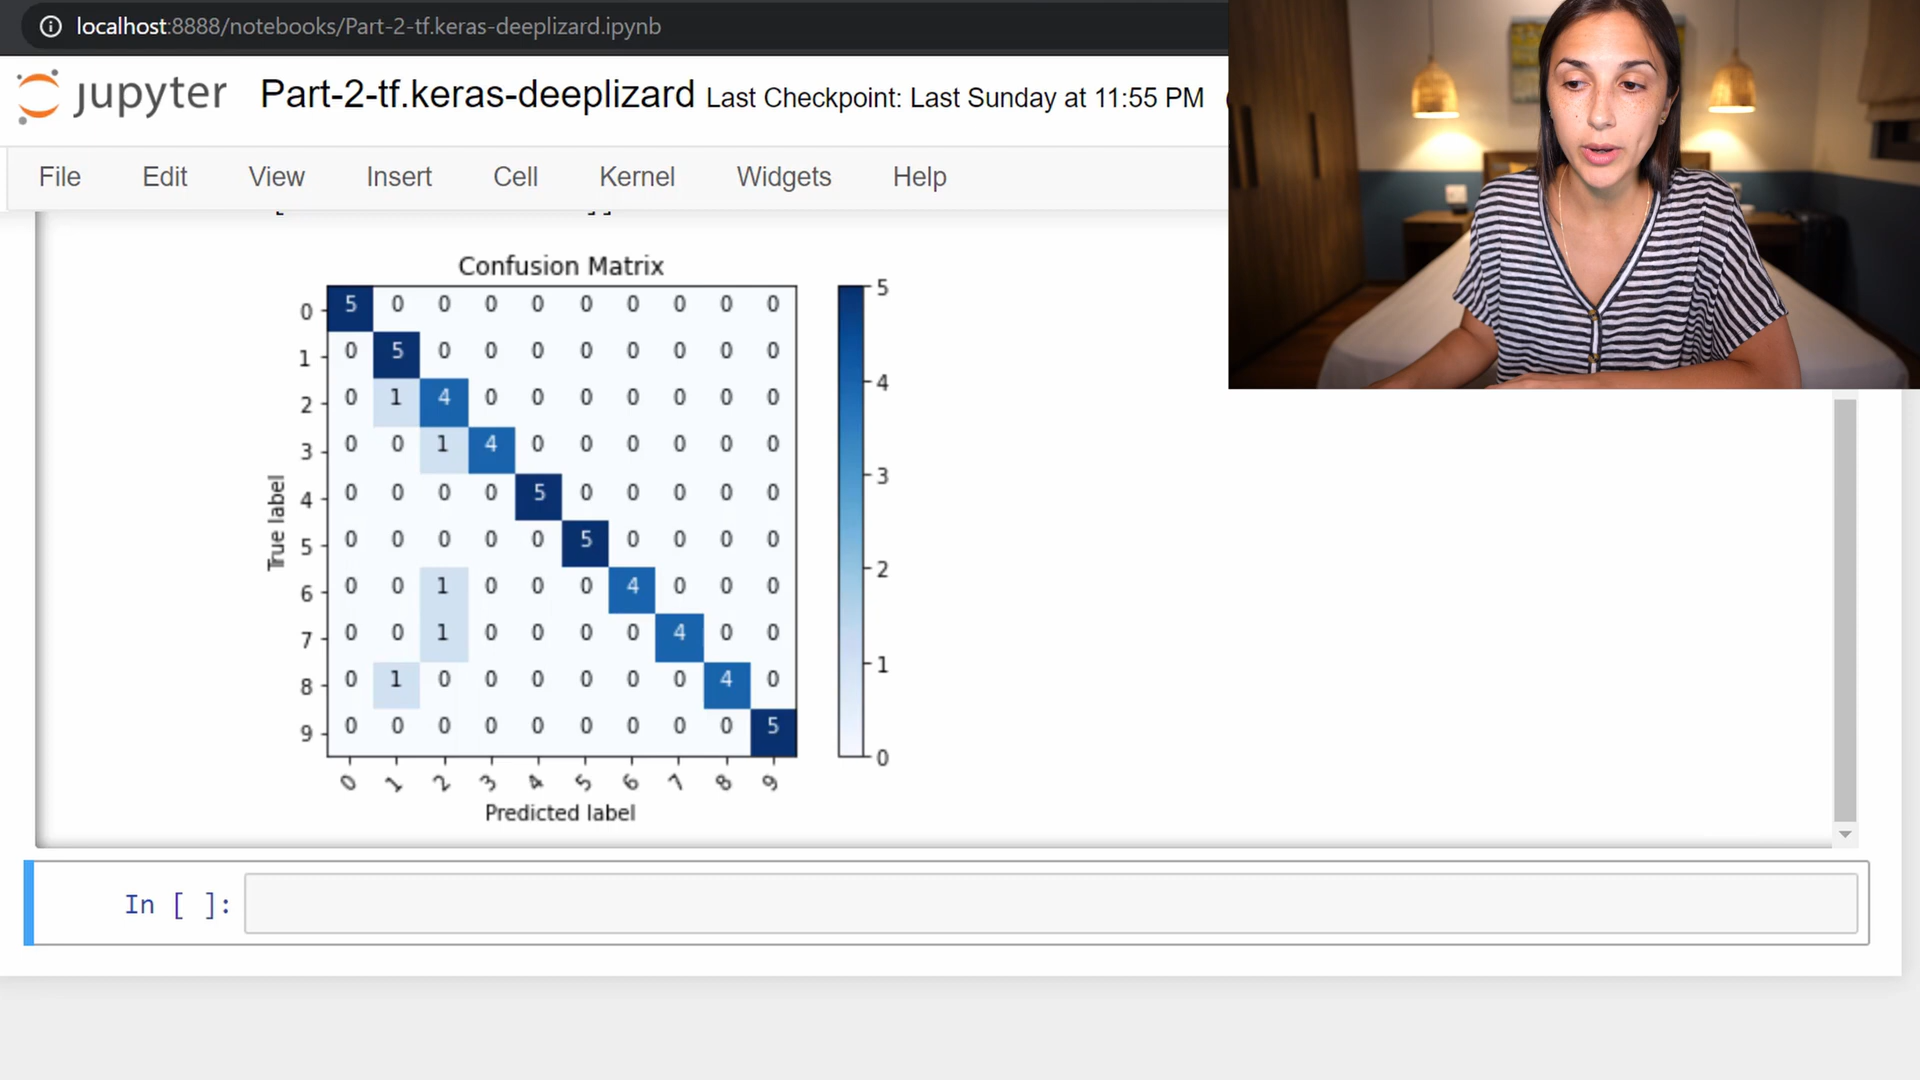 localhost:8888/notebooks/Part-2-tf.keras-deeplizard.ipynb
jupyter Part-2-tf.keras-deeplizard Last Checkpoint: Last Sunday at 11:55 PM
File Edit View Insert Cell Kernel Widgets Help
Confusion Matrix
0 5 0 0 0 0 0 0 0 0 0
1 0 5 0 0 0 0 0 0 0 0
2 0 1 4 0 0 0 0 0 0 0
3 0 0 1 4 0 0 0 0 0 0
4 0 0 0 0 5 0 0 0 0 0
5 0 0 0 0 0 5 0 0 0 0
6 0 0 1 0 0 0 4 0 0 0
7 0 0 1 0 0 0 0 4 0 0
8 0 1 0 0 0 0 0 0 4 0
9 0 0 0 0 0 0 0 0 0 5
0 1 2 3 4 5 6 7 8 9
True label
Predicted label
5
4
3
2
1
0
In [ ]: